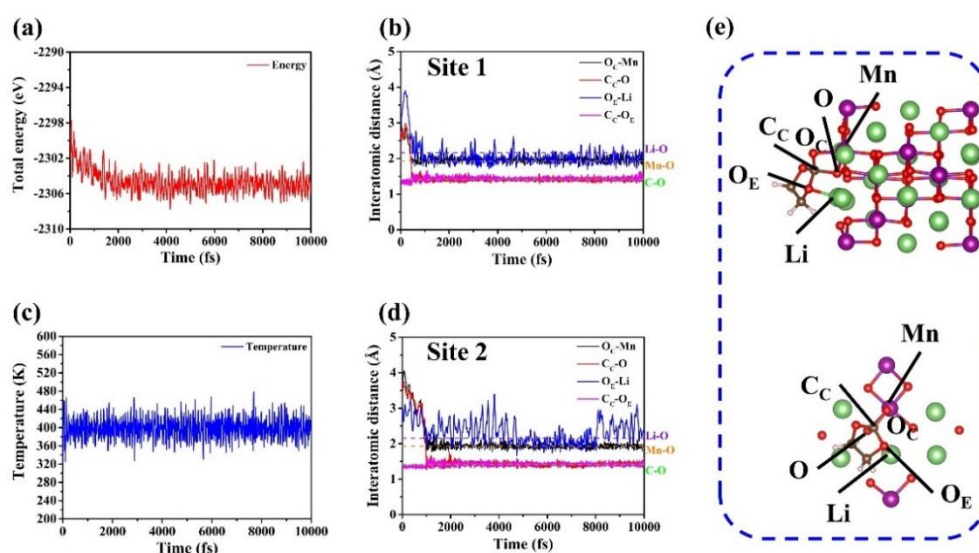 (a)
-2290
-2294
-2298
-2302
-2306
-2310
Total energy (eV)
Energy
0 2000 4000 6000 8000 10000
Time (fs)
(b)
5
4
3
2
1
0
Interatomic distance (Å)
Site 1
O_C-Mn
C_C-O
O_E-Li
C_C-O_E
Li-O
Mn-O
C-O
0 2000 4000 6000 8000 10000
Time (fs)
(c)
600
560
520
480
440
400
360
320
280
240
200
Temperature (K)
Temperature
0 2000 4000 6000 8000 10000
Time (fs)
(d)
5
4
3
2
1
0
Interatomic distance (Å)
Site 2
O_C-Mn
C_C-O
O_E-Li
C_C-O_E
Li-O
Mn-O
C-O
0 2000 4000 6000 8000 10000
Time (fs)
(e)
Mn
O
C_C O_C
O_E
Li
Mn
C_C
O_C
O
O_E
Li